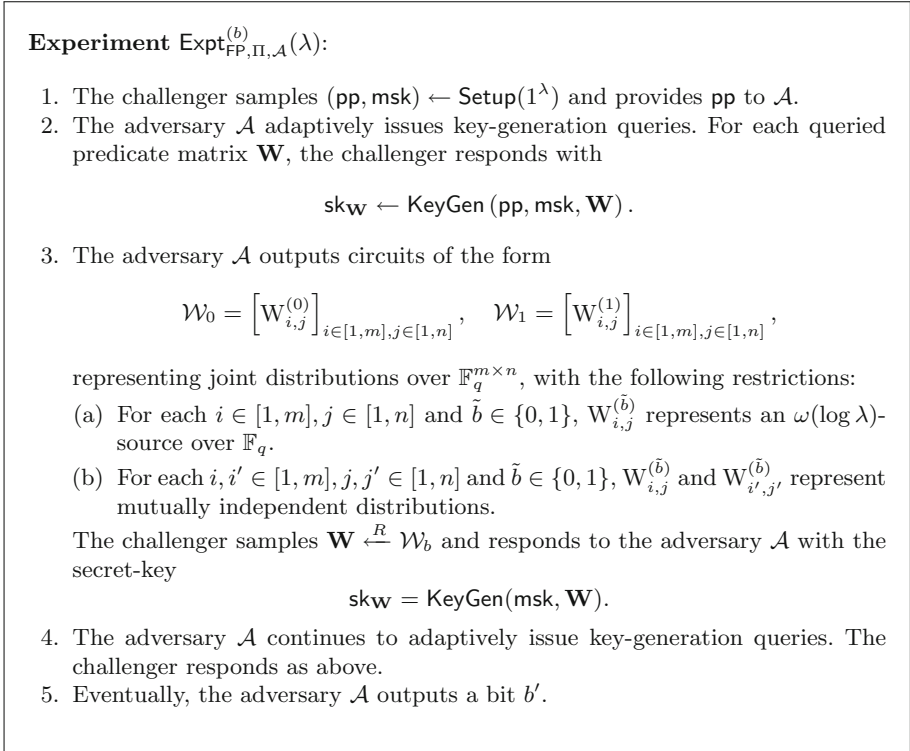 Experiment Expt^{(b)}_{FP,Π,𝒜}(λ):
1. The challenger samples (pp, msk) ← Setup(1^λ) and provides pp to 𝒜.
2. The adversary 𝒜 adaptively issues key-generation queries. For each queried
predicate matrix W, the challenger responds with
sk_W ← KeyGen (pp, msk, W) .
3. The adversary 𝒜 outputs circuits of the form
𝒲_0 = [W^{(0)}_{i,j}]_{i∈[1,m],j∈[1,n]} , 𝒲_1 = [W^{(1)}_{i,j}]_{i∈[1,m],j∈[1,n]} ,
representing joint distributions over 𝔽_q^{m×n}, with the following restrictions:
(a) For each i ∈ [1, m], j ∈ [1, n] and b̃ ∈ {0, 1}, W^{(b̃)}_{i,j} represents an ω(log λ)-
source over 𝔽_q.
(b) For each i, i′ ∈ [1, m], j, j′ ∈ [1, n] and b̃ ∈ {0, 1}, W^{(b̃)}_{i,j} and W^{(b̃)}_{i′,j′} represent
mutually independent distributions.
The challenger samples W ←^R 𝒲_b and responds to the adversary 𝒜 with the
secret-key
sk_W = KeyGen(msk, W).
4. The adversary 𝒜 continues to adaptively issue key-generation queries. The
challenger responds as above.
5. Eventually, the adversary 𝒜 outputs a bit b′.